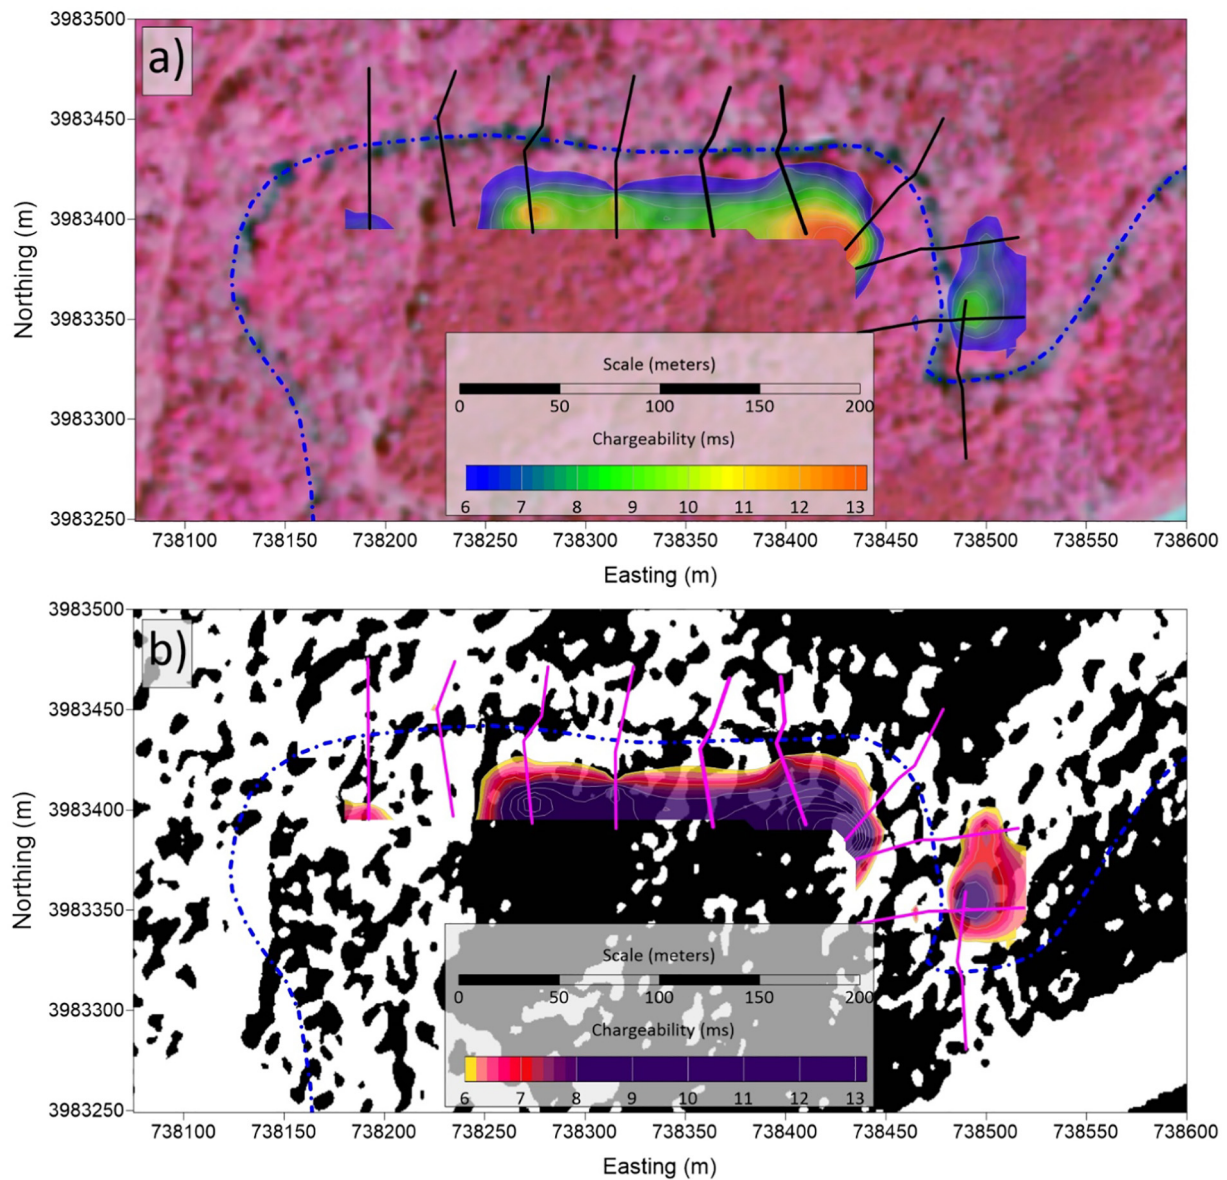 a)
3983500
3983450
3983400
3983350
3983300
3983250
Northing (m)
Scale (meters)
0 50 100 150 200
Chargeability (ms)
6 7 8 9 10 11 12 13
738100 738150 738200 738250 738300 738350 738400 738450 738500 738550 738600
Easting (m)
b)
3983500
3983450
3983400
3983350
3983300
3983250
Northing (m)
Scale (meters)
0 50 100 150 200
Chargeability (ms)
6 7 8 9 10 11 12 13
738100 738150 738200 738250 738300 738350 738400 738450 738500 738550 738600
Easting (m)